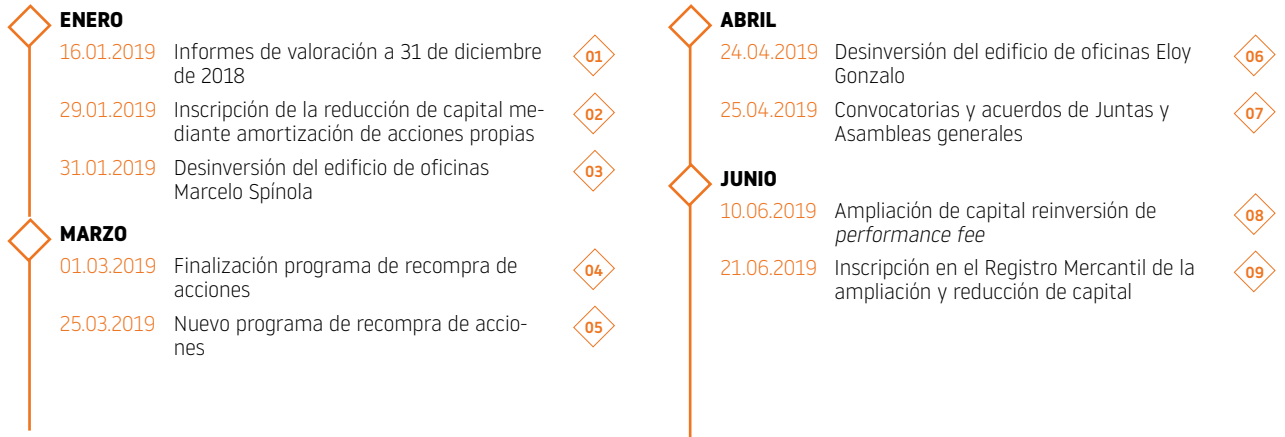 ENERO
16.01.2019 Informes de valoración a 31 de diciembre
de 2018
01
29.01.2019 Inscripción de la reducción de capital me-
diante amortización de acciones propias
02
31.01.2019 Desinversión del edificio de oficinas
Marcelo Spínola
03
MARZO
01.03.2019 Finalización programa de recompra de
acciones
04
25.03.2019 Nuevo programa de recompra de accio-
nes
05
ABRIL
24.04.2019 Desinversión del edificio de oficinas Eloy
Gonzalo
06
25.04.2019 Convocatorias y acuerdos de Juntas y
Asambleas generales
07
JUNIO
10.06.2019 Ampliación de capital reinversión de
performance fee
08
21.06.2019 Inscripción en el Registro Mercantil de la
ampliación y reducción de capital
09